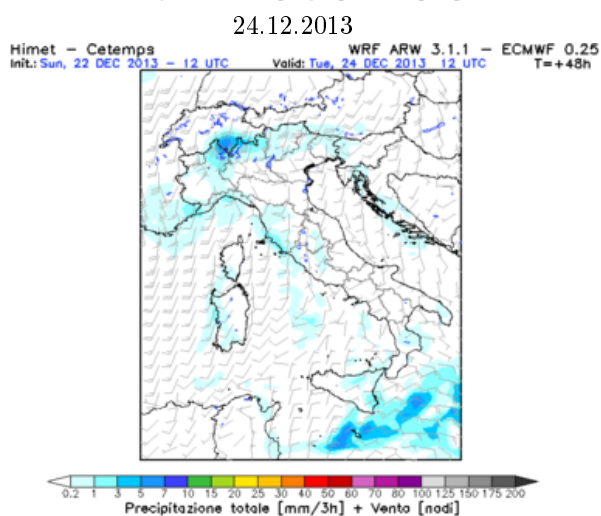 24.12.2013
Himet – Cetemps WRF ARW 3.1.1 – ECMWF 0.25
Init.: Sun, 22 DEC 2013 – 12 UTC Valid: Tue, 24 DEC 2013 12 UTC T=+48h
0.2 1 3 5 7 10 15 20 25 30 40 50 60 70 80 100 125 150 175 200
Precipitazione totale [mm/3h] + Vento [nodi]